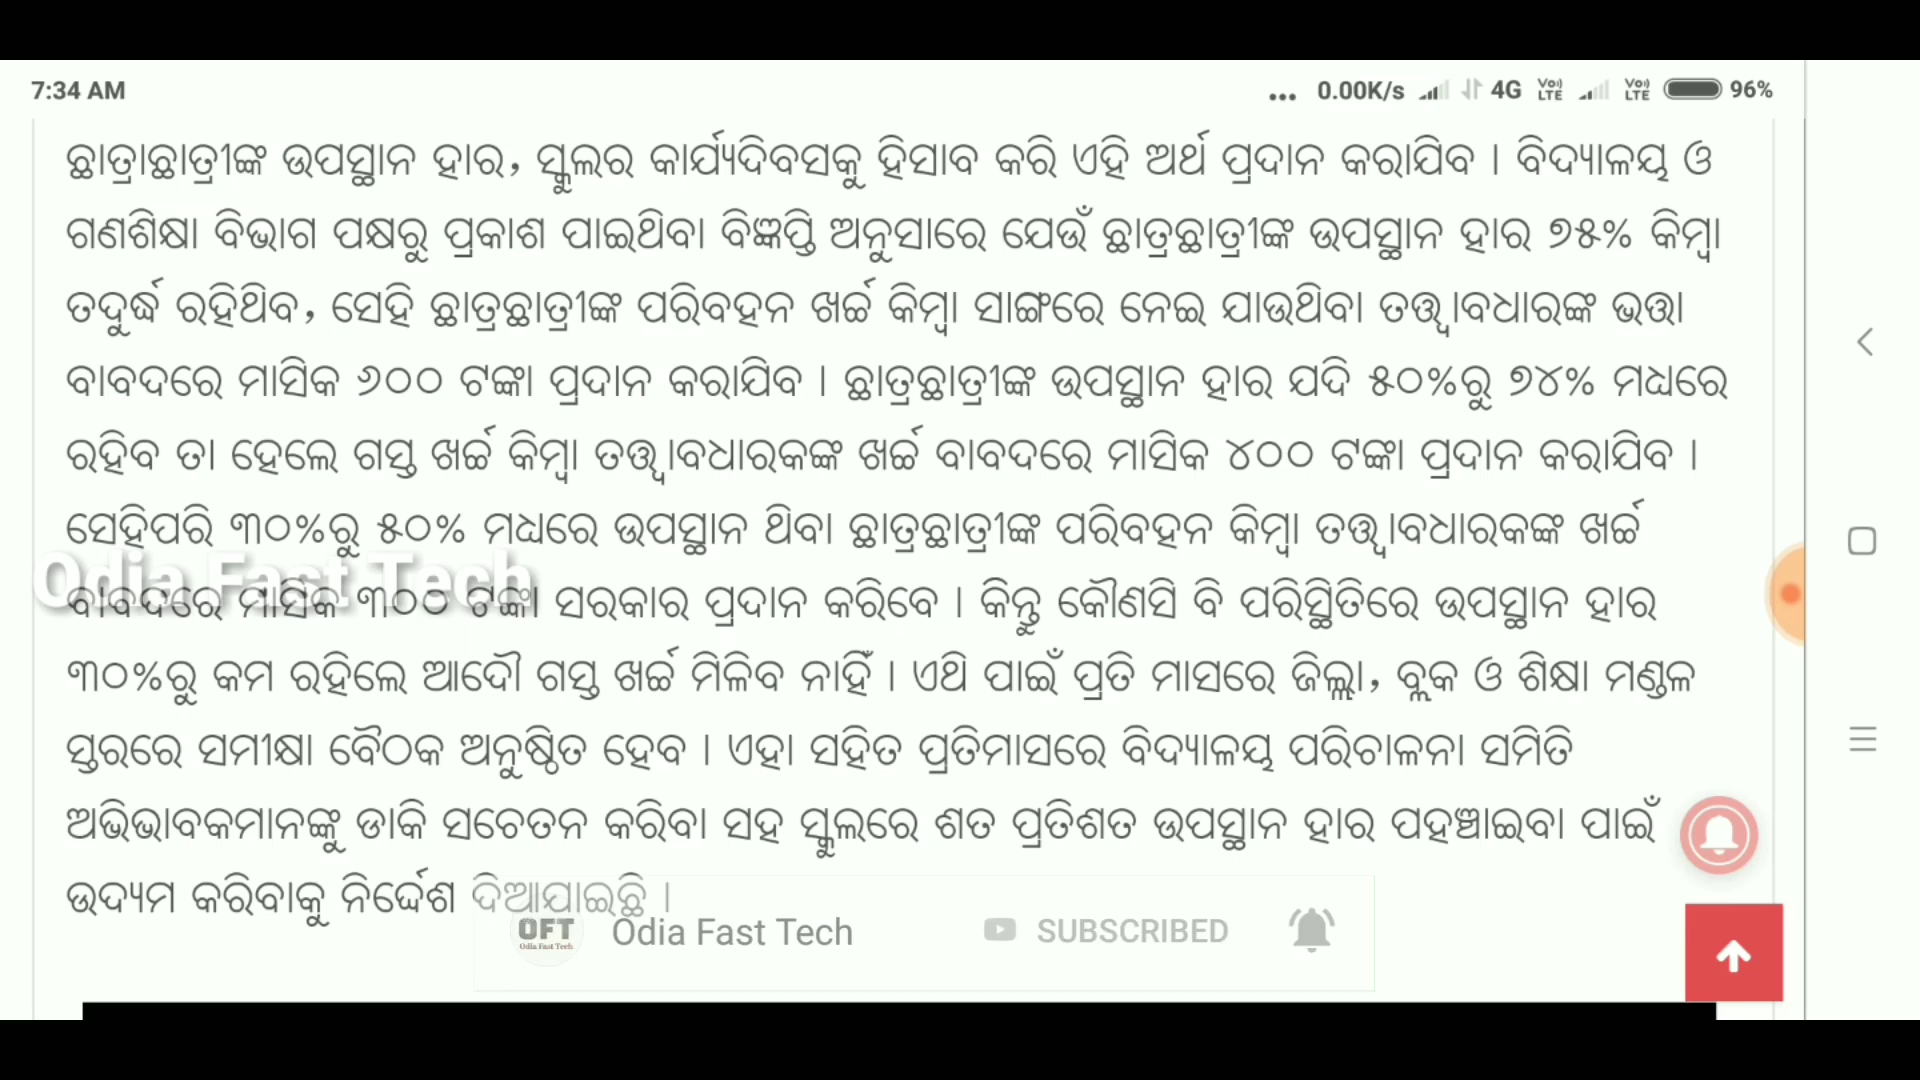 7:34 AM ... 0.00K/s 4G Vo)) LTE Vo)) LTE 96%
ଛାତ୍ରାଛାତ୍ରୀଙ୍କ ଉପସ୍ଥାନ ହାର, ସ୍କୁଲର କାର୍ଯ୍ୟଦିବସକୁ ହିସାବ କରି ଏହି ଅର୍ଥ ପ୍ରଦାନ କରାଯିବ । ବିଦ୍ୟାଳୟ ଓ
ଗଣଶିକ୍ଷା ବିଭାଗ ପକ୍ଷରୁ ପ୍ରକାଶ ପାଇଥିବା ବିଜ୍ଞପ୍ତି ଅନୁସାରେ ଯେଉଁ ଛାତ୍ରଛାତ୍ରୀଙ୍କ ଉପସ୍ଥାନ ହାର ୭୫% କିମ୍ବା
ତଦୁର୍ଦ୍ଧ ରହିଥିବ, ସେହି ଛାତ୍ରଛାତ୍ରୀଙ୍କ ପରିବହନ ଖର୍ଚ୍ଚ କିମ୍ବା ସାଙ୍ଗରେ ନେଇ ଯାଉଥିବା ତତ୍ତ୍ୱାବଧାରଙ୍କ ଭତ୍ତା
ବାବଦରେ ମାସିକ ୬୦୦ ଟଙ୍କା ପ୍ରଦାନ କରାଯିବ । ଛାତ୍ରଛାତ୍ରୀଙ୍କ ଉପସ୍ଥାନ ହାର ଯଦି ୫୦%ରୁ ୭୪% ମଧ୍ୟରେ
ରହିବ ତା ହେଲେ ଗସ୍ତ ଖର୍ଚ୍ଚ କିମ୍ବା ତତ୍ତ୍ୱାବଧାରକଙ୍କ ଖର୍ଚ୍ଚ ବାବଦରେ ମାସିକ ୪୦୦ ଟଙ୍କା ପ୍ରଦାନ କରାଯିବ ।
ସେହିପରି ୩୦%ରୁ ୫୦% ମଧ୍ୟରେ ଉପସ୍ଥାନ ଥିବା ଛାତ୍ରଛାତ୍ରୀଙ୍କ ପରିବହନ କିମ୍ବା ତତ୍ତ୍ୱାବଧାରକଙ୍କ ଖର୍ଚ୍ଚ
Odia Fast Tech
ବାବଦରେ ମାସିକ ୩୦୦ ଟଙ୍କା ସରକାର ପ୍ରଦାନ କରିବେ । କିନ୍ତୁ କୌଣସି ବି ପରିସ୍ଥିତିରେ ଉପସ୍ଥାନ ହାର
୩୦%ରୁ କମ ରହିଲେ ଆଦୌ ଗସ୍ତ ଖର୍ଚ୍ଚ ମିଳିବ ନାହିଁ । ଏଥି ପାଇଁ ପ୍ରତି ମାସରେ ଜିଲ୍ଲା, ବ୍ଲକ ଓ ଶିକ୍ଷା ମଣ୍ଡଳ
ସ୍ତରରେ ସମୀକ୍ଷା ବୈଠକ ଅନୁଷ୍ଠିତ ହେବ । ଏହା ସହିତ ପ୍ରତିମାସରେ ବିଦ୍ୟାଳୟ ପରିଚାଳନା ସମିତି
ଅଭିଭାବକମାନଙ୍କୁ ଡାକି ସଚେତନ କରିବା ସହ ସ୍କୁଲରେ ଶତ ପ୍ରତିଶତ ଉପସ୍ଥାନ ହାର ପହଞ୍ଚାଇବା ପାଇଁ
ଉଦ୍ୟମ କରିବାକୁ ନିର୍ଦ୍ଦେଶ ଦିଆଯାଇଛି ।
OFT Odia Fast Tech SUBSCRIBED
Odia Fast Tech